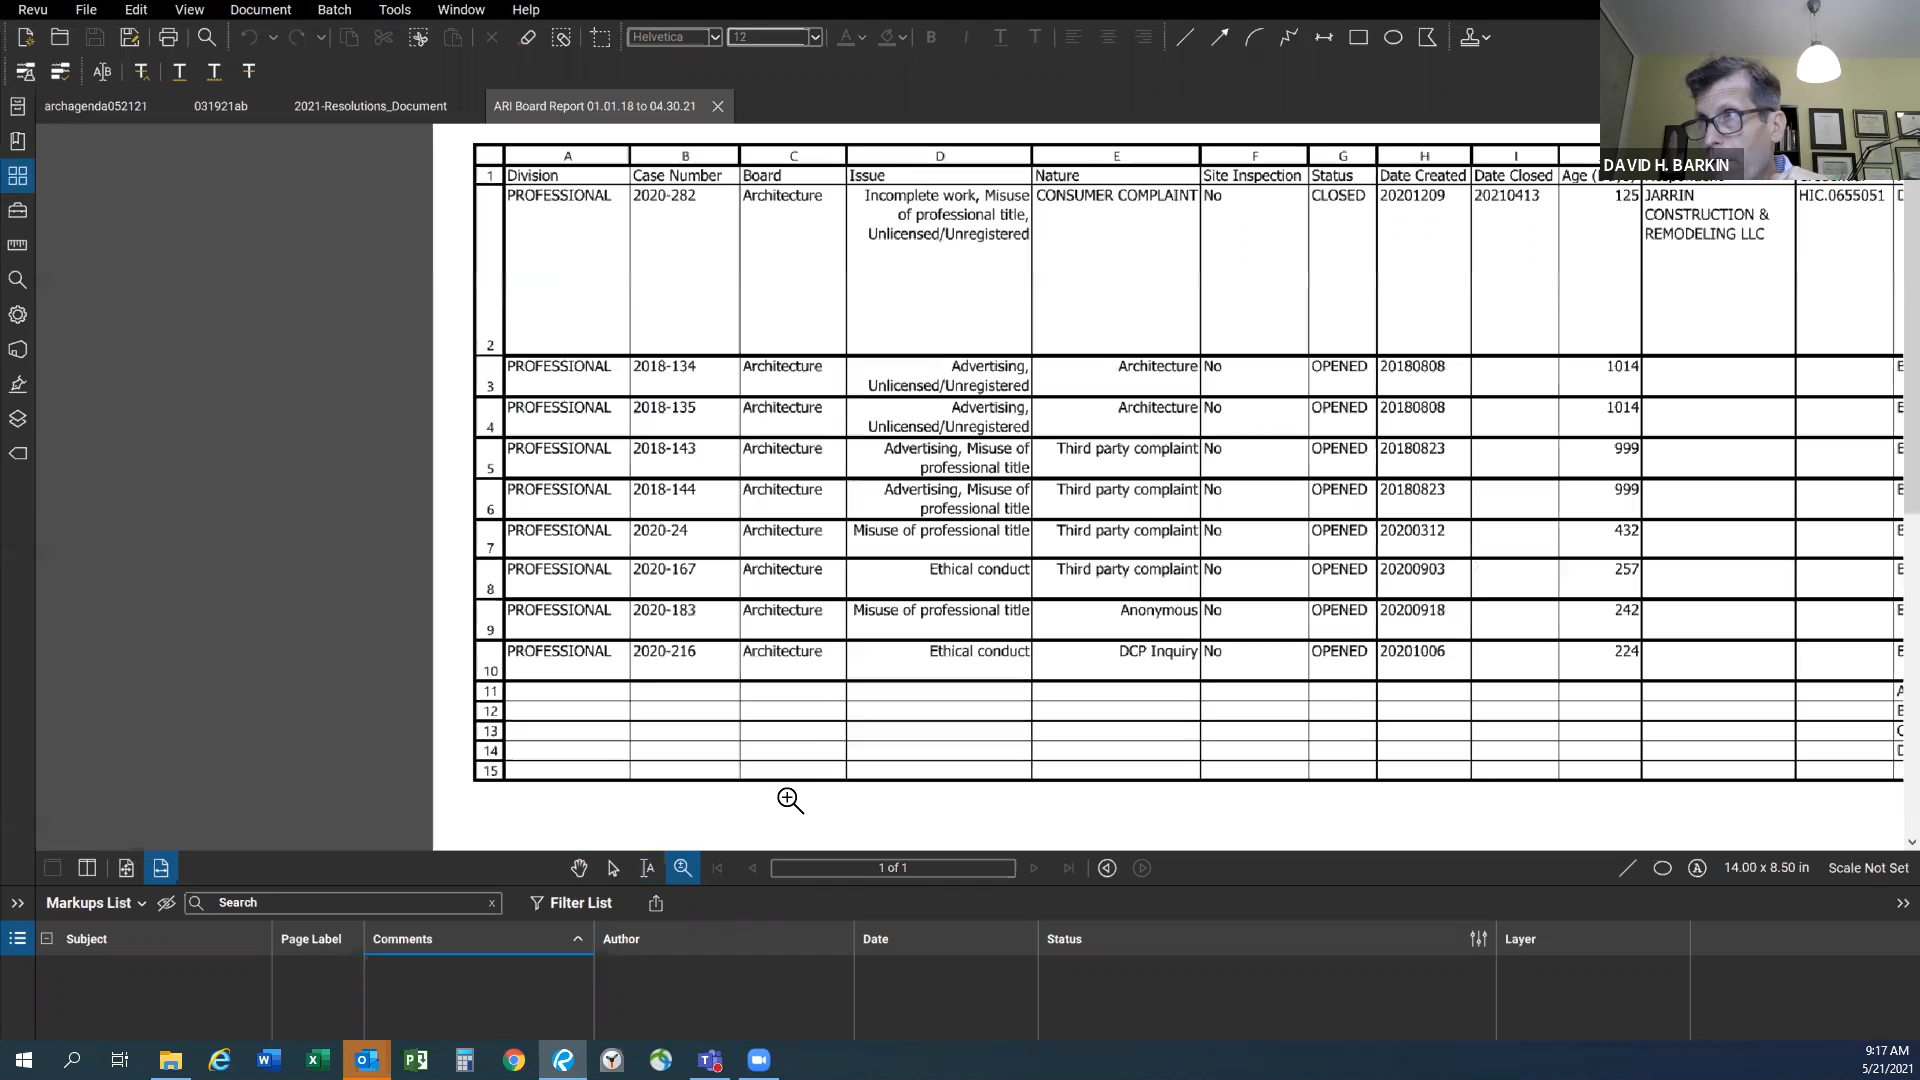 Revu File Edit View Document Batch Tools Window Help
Helvetica 12
archagenda052121 031921ab 2021-Resolutions_Document ARI Board Report 01.01.18 to 04.30.21
DAVID H. BARKIN
A B C D E F G H I
1 Division Case Number Board Issue Nature Site Inspection Status Date Created Date Closed Age (
PROFESSIONAL 2020-282 Architecture Incomplete work, Misuse CONSUMER COMPLAINT No CLOSED 20201209 20210413 125 JARRIN HIC.0655051
of professional title, CONSTRUCTION &
Unlicensed/Unregistered REMODELING LLC
2
PROFESSIONAL 2018-134 Architecture Advertising, Architecture No OPENED 20180808 1014
3 Unlicensed/Unregistered
PROFESSIONAL 2018-135 Architecture Advertising, Architecture No OPENED 20180808 1014
4 Unlicensed/Unregistered
PROFESSIONAL 2018-143 Architecture Advertising, Misuse of Third party complaint No OPENED 20180823 999
5 professional title
PROFESSIONAL 2018-144 Architecture Advertising, Misuse of Third party complaint No OPENED 20180823 999
6 professional title
PROFESSIONAL 2020-24 Architecture Misuse of professional title Third party complaint No OPENED 20200312 432
7
PROFESSIONAL 2020-167 Architecture Ethical conduct Third party complaint No OPENED 20200903 257
8
PROFESSIONAL 2020-183 Architecture Misuse of professional title Anonymous No OPENED 20200918 242
9
PROFESSIONAL 2020-216 Architecture Ethical conduct DCP Inquiry No OPENED 20201006 224
10
11
12
13
14
15
1 of 1 14.00 x 8.50 in Scale Not Set
Markups List Search x Filter List
Subject Page Label Comments Author Date Status Layer
9:17 AM
5/21/2021